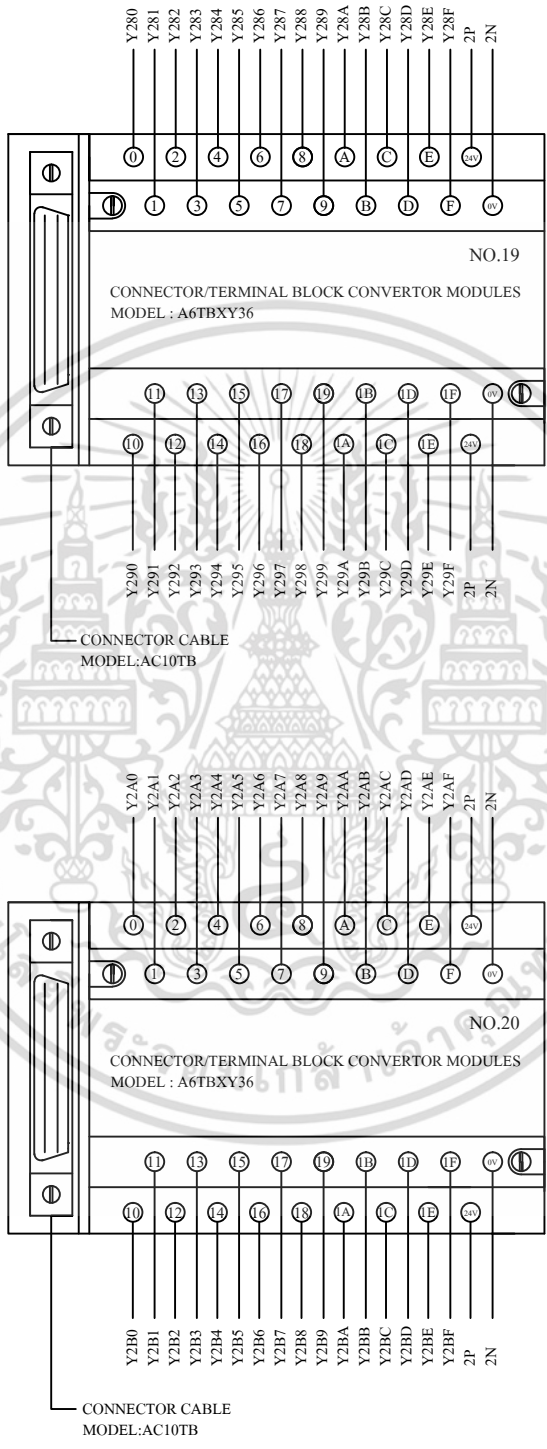 Y280 Y281 Y282 Y283 Y284 Y285 Y286 Y287 Y288 Y289 Y28A Y28B Y28C Y28D Y28E Y28F 2P 2N
0 2 4 6 8 A C E 24V
1 3 5 7 9 B D F 0V
NO.19
CONNECTOR/TERMINAL BLOCK CONVERTOR MODULES
MODEL : A6TBXY36
11 13 15 17 19 1B 1D 1F 0V
10 12 14 16 18 1A 1C 1E 24V
Y290 Y291 Y292 Y293 Y294 Y295 Y296 Y297 Y298 Y299 Y29A Y29B Y29C Y29D Y29E Y29F 2P 2N
CONNECTOR CABLE
MODEL:AC10TB
Y2A0 Y2A1 Y2A2 Y2A3 Y2A4 Y2A5 Y2A6 Y2A7 Y2A8 Y2A9 Y2AA Y2AB Y2AC Y2AD Y2AE Y2AF 2P 2N
0 2 4 6 8 A C E 24V
1 3 5 7 9 B D F 0V
NO.20
CONNECTOR/TERMINAL BLOCK CONVERTOR MODULES
MODEL : A6TBXY36
11 13 15 17 19 1B 1D 1F 0V
10 12 14 16 18 1A 1C 1E 24V
Y2B0 Y2B1 Y2B2 Y2B3 Y2B4 Y2B5 Y2B6 Y2B7 Y2B8 Y2B9 Y2BA Y2BB Y2BC Y2BD Y2BE Y2BF 2P 2N
CONNECTOR CABLE
MODEL:AC10TB